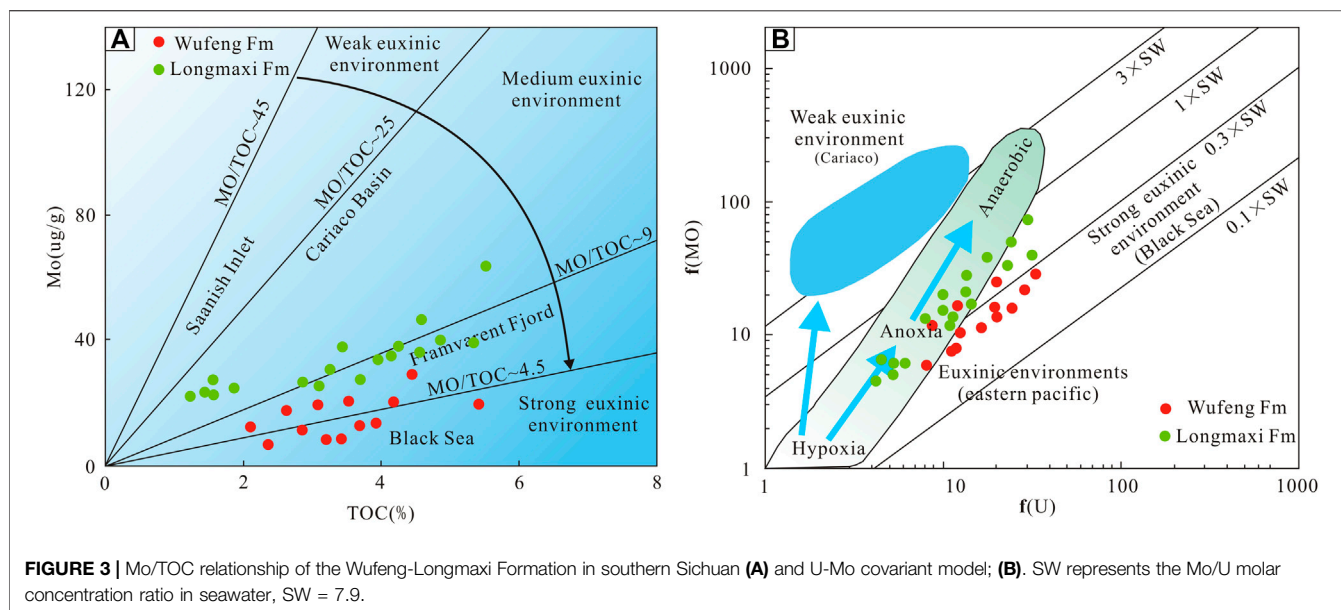 A
Wufeng Fm
Longmaxi Fm
Weak euxinic
environment
Medium euxinic
environment
120
80
40
0
Mo(ug/g)
MO/TOC~45
MO/TOC~25
Saanish Inlet
Cariaco Basin
MO/TOC~9
Framvarent Fjord
MO/TOC~4.5
Strong euxinic
environment
Black Sea
2
4
6
8
TOC(%)
B
1000
100
10
1
f(MO)
3×SW
1×SW
0.3×SW
0.1×SW
Weak euxinic
environment
(Cariaco)
Anaerobic
Strong euxinic
environment
(Black Sea)
Anoxia
Euxinic environments
(eastern pacific)
Hypoxia
Wufeng Fm
Longmaxi Fm
1
10
100
1000
f(U)
FIGURE 3 | Mo/TOC relationship of the Wufeng-Longmaxi Formation in southern Sichuan (A) and U-Mo covariant model; (B). SW represents the Mo/U molar
concentration ratio in seawater, SW = 7.9.